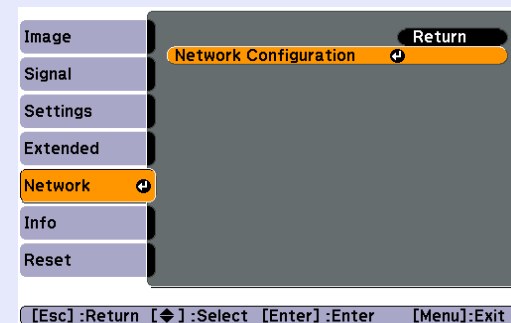 Image
Signal
Settings
Extended
Network
Info
Reset
Return
Network Configuration
[Esc] :Return [◆] :Select [Enter] :Enter [Menu]:Exit